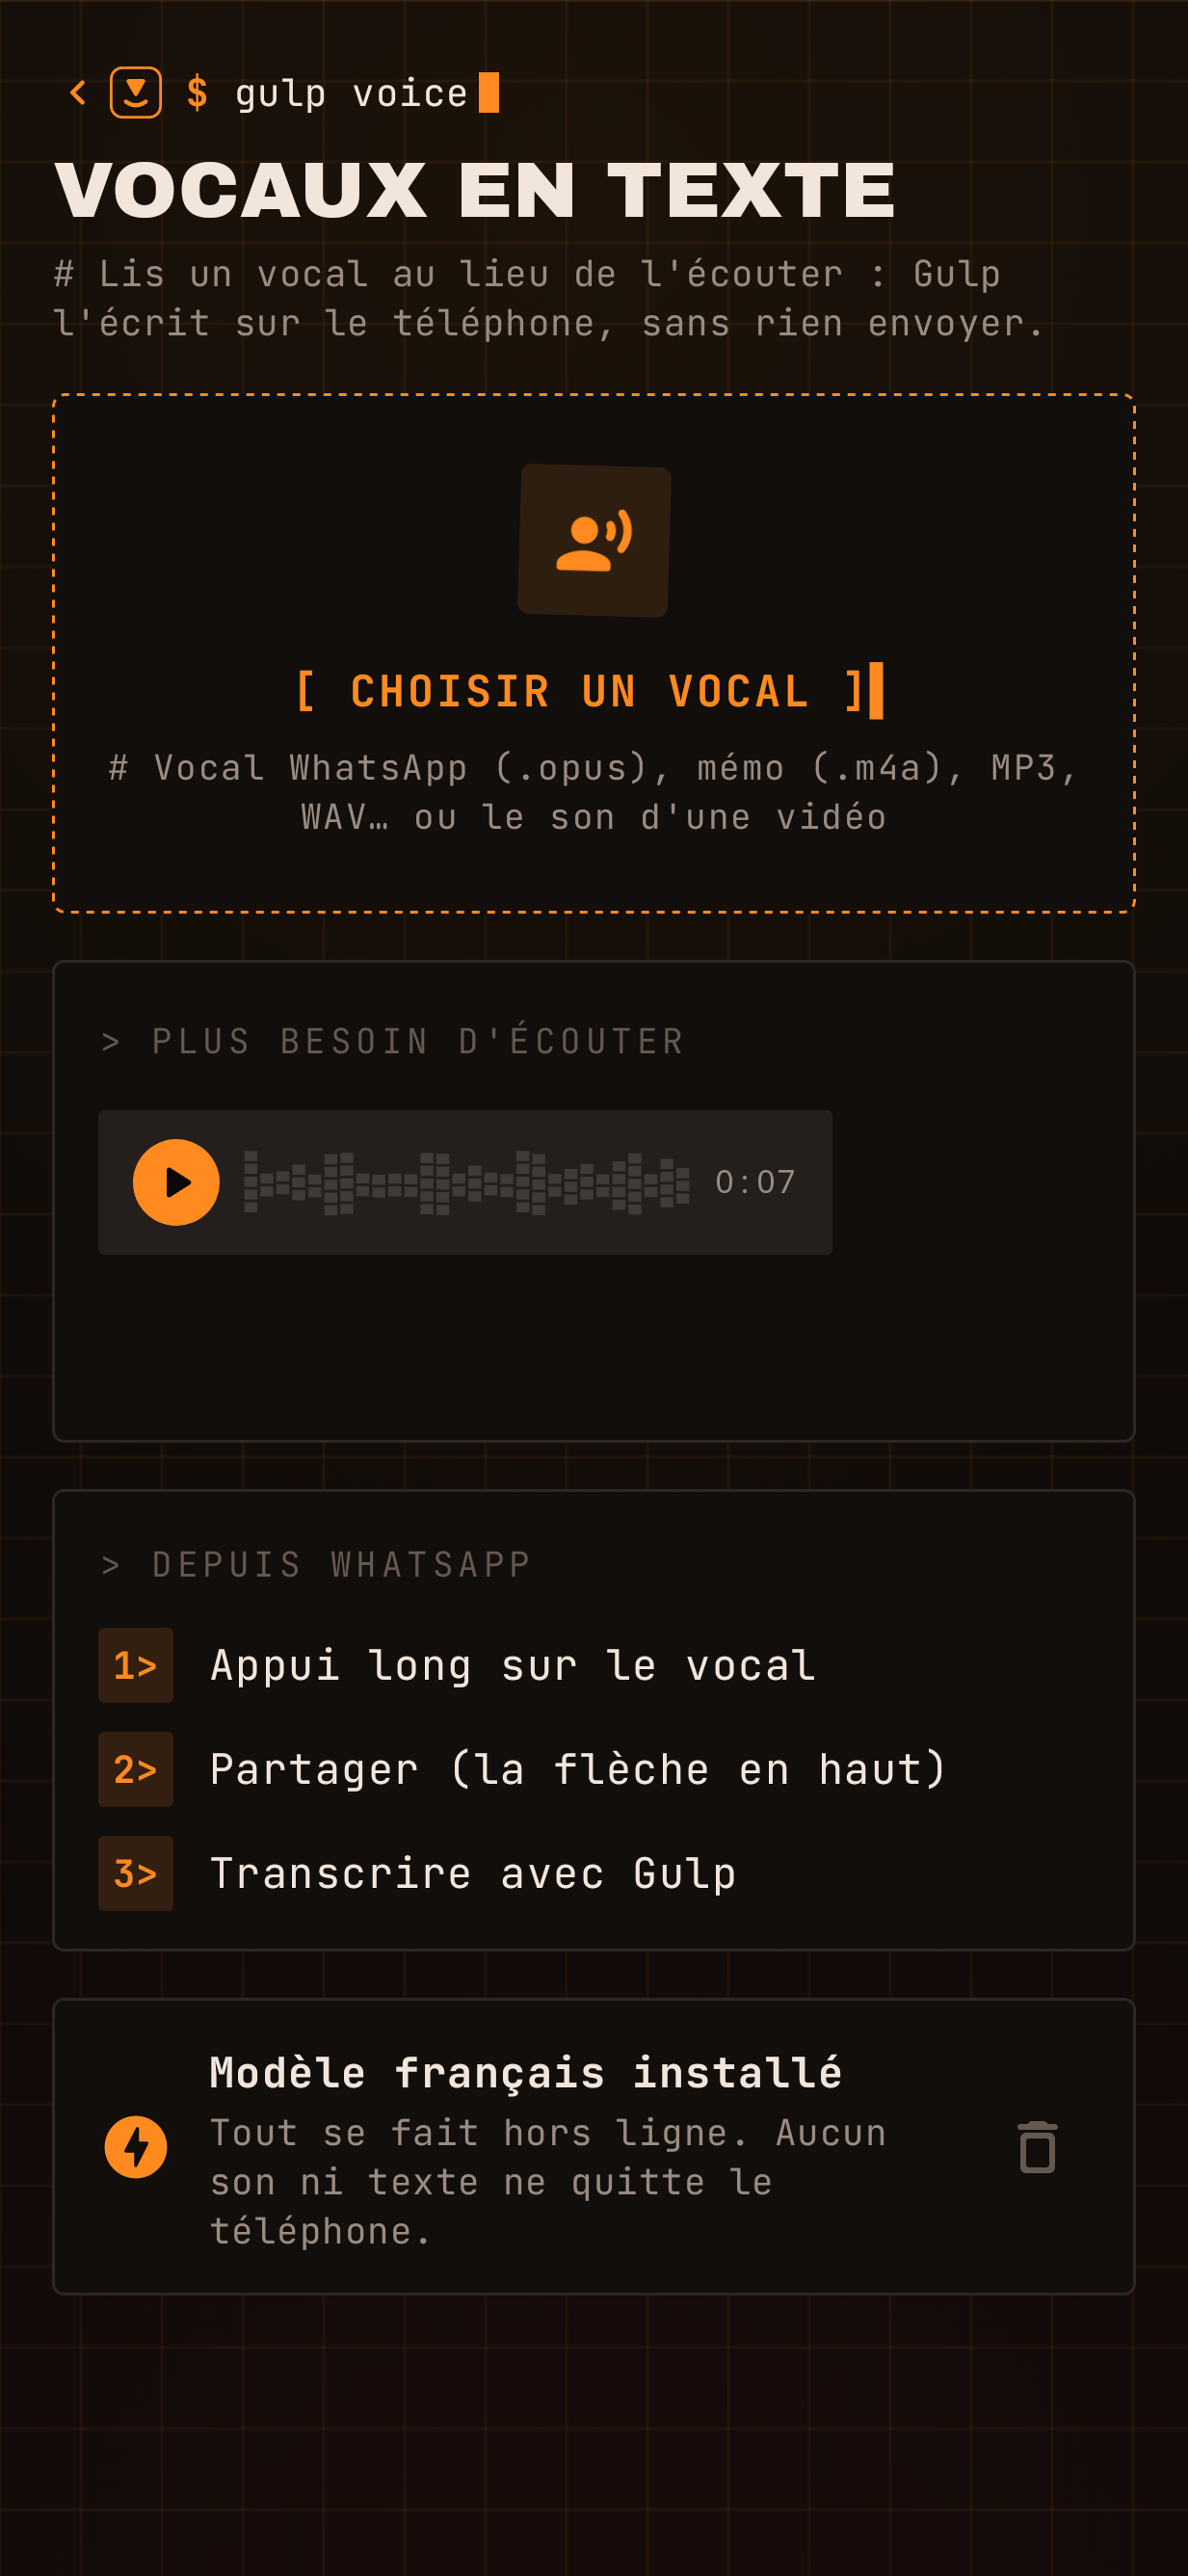 $ gulp voice
VOCAUX EN TEXTE
# Lis un vocal au lieu de l'écouter : Gulp
l'écrit sur le téléphone, sans rien envoyer.
[ CHOISIR UN VOCAL ]
# Vocal WhatsApp (.opus), mémo (.m4a), MP3,
WAV… ou le son d'une vidéo
> PLUS BESOIN D'ÉCOUTER
0:07
> DEPUIS WHATSAPP
1> Appui long sur le vocal
2> Partager (la flèche en haut)
3> Transcrire avec Gulp
Modèle français installé
Tout se fait hors ligne. Aucun
son ni texte ne quitte le
téléphone.